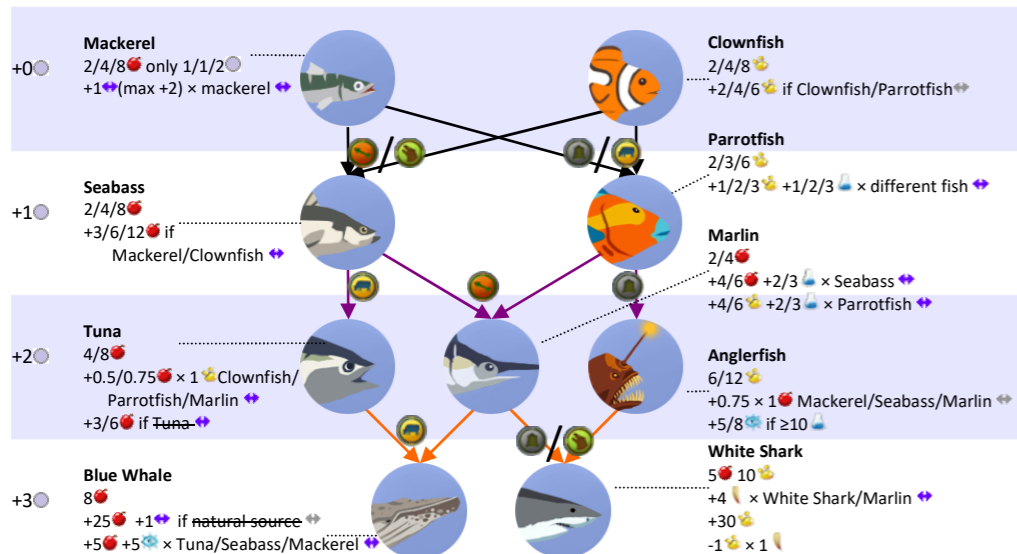 +0
Mackerel
2/4/8 only 1/1/2
+1 (max +2) × mackerel
Clownfish
2/4/8
+2/4/6 if Clownfish/Parrotfish
/
/
Parrotfish
2/3/6
+1/2/3 +1/2/3 × different fish
+1
Seabass
2/4/8
+3/6/12 if
Mackerel/Clownfish
Marlin
2/4
+4/6 +2/3 × Seabass
+4/6 +2/3 × Parrotfish
+2
Tuna
4/8
+0.5/0.75 × 1 Clownfish/
Parrotfish/Marlin
+3/6 if Tuna
Anglerfish
6/12
+0.75 × 1 Mackerel/Seabass/Marlin
+5/8 if ≥10
/
+3
Blue Whale
8
+25 +1 if natural source
+5 +5 × Tuna/Seabass/Mackerel
White Shark
5 10
+4 × White Shark/Marlin
+30
-1 × 1